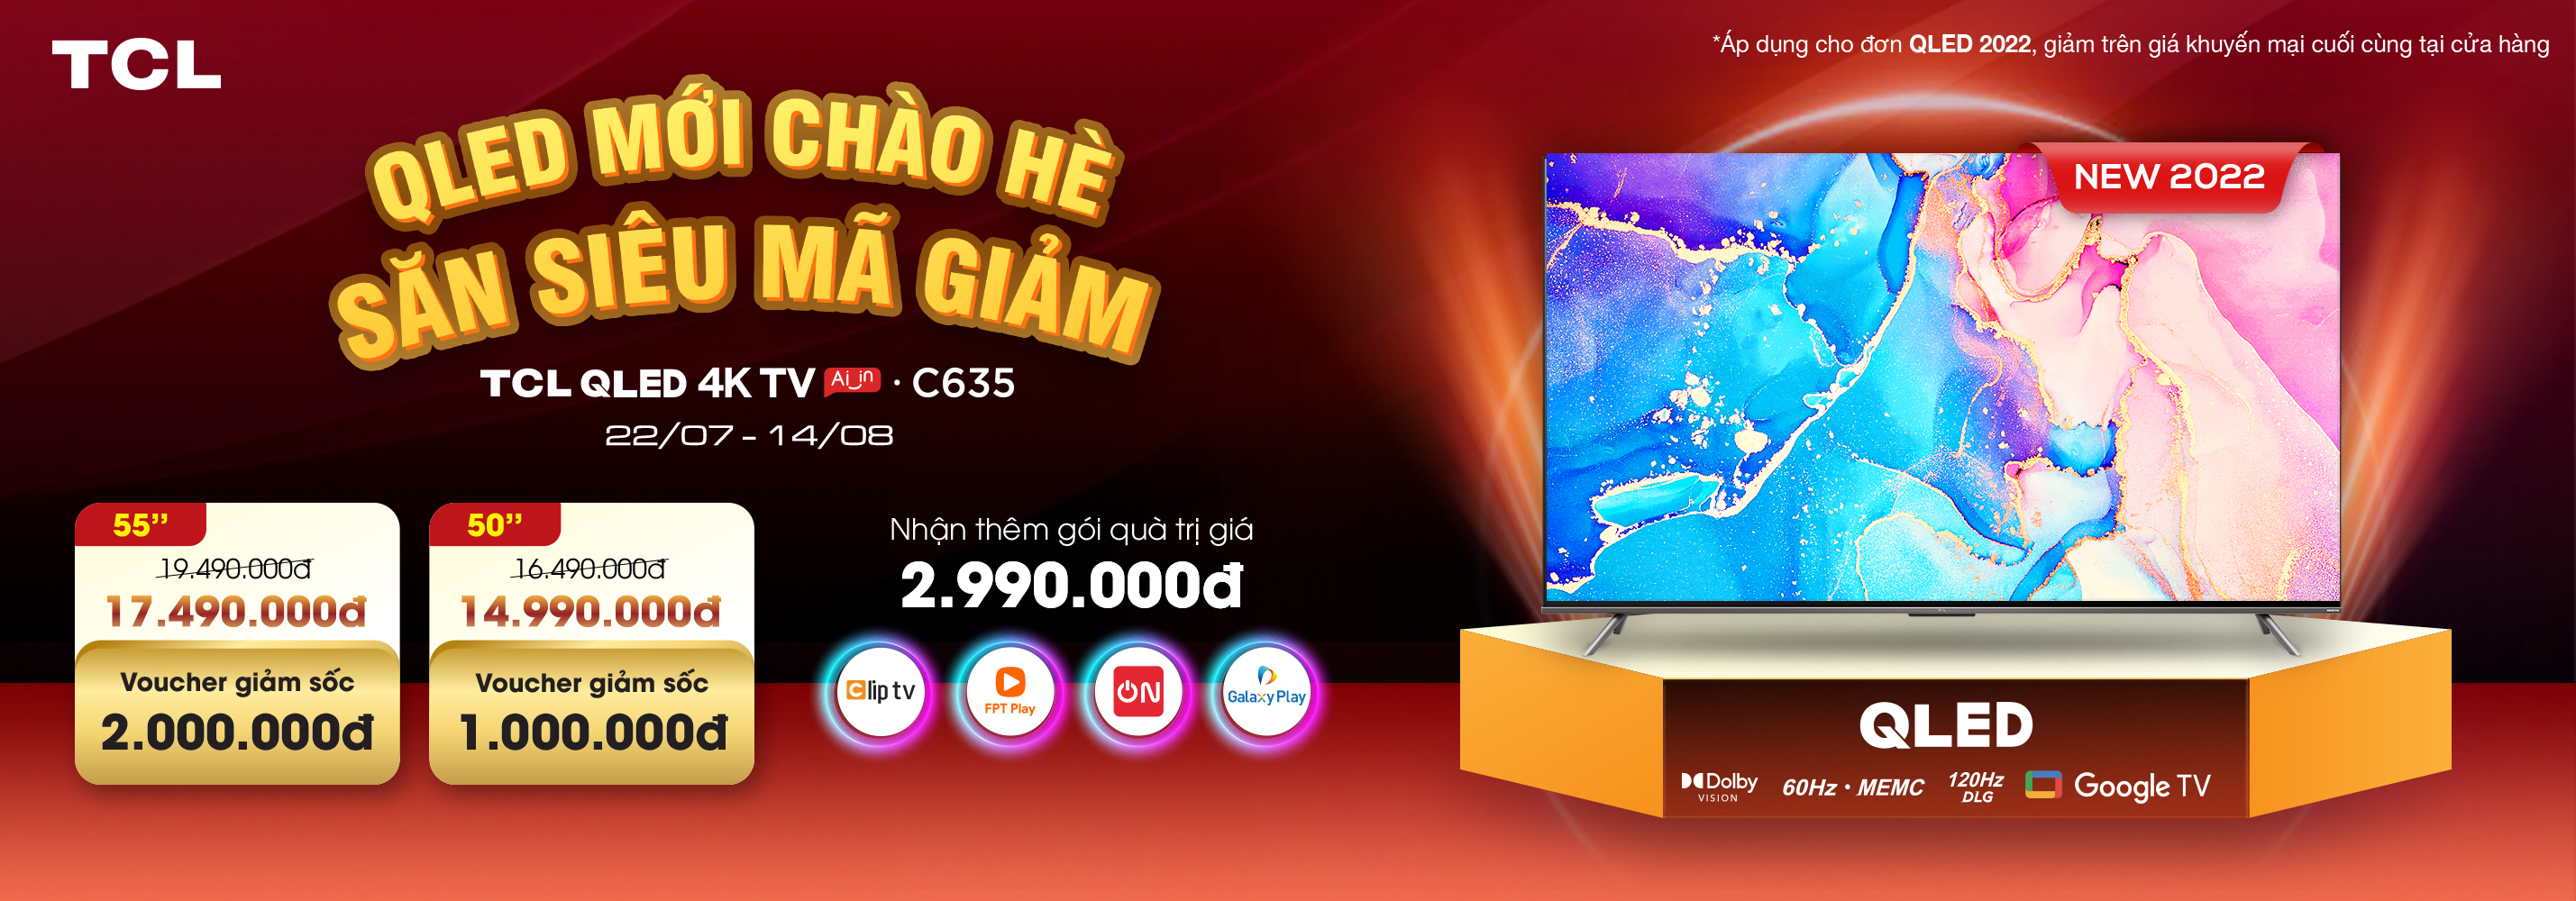 TCL
*Áp dụng cho đơn QLED 2022, giảm trên giá khuyến mại cuối cùng tại cửa hàng
QLED MỚI CHÀO HÈ
SĂN SIÊU MÃ GIẢM
TCL QLED 4K TV Ai_in · C635
22/07 - 14/08
NEW 2022
55’’
19.490.000đ
17.490.000đ
Voucher giảm sốc
2.000.000đ
50’’
16.490.000đ
14.990.000đ
Voucher giảm sốc
1.000.000đ
Nhận thêm gói quà trị giá
2.990.000đ
Clip tv
FPT Play
ON
Galaxy Play
QLED
Dolby VISION
60Hz · MEMC
120Hz DLG
Google TV